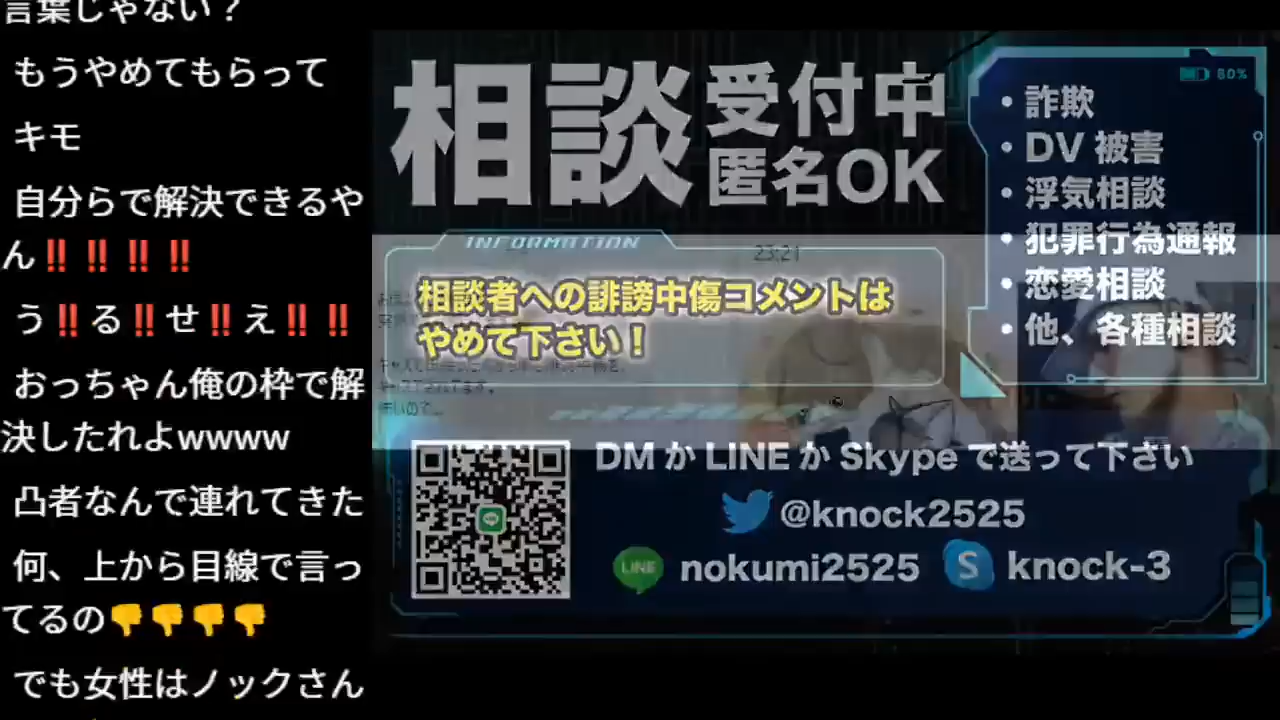 言葉じゃない？
もうやめてもらって
キモ
自分らで解決できるや
ん‼‼‼‼
う‼る‼せ‼え‼‼
おっちゃん俺の枠で解
決したれよwwww
凸者なんで連れてきた
何、上から目線で言っ
てるの👎👎👎👎
でも女性はノックさん
相談受付中
匿名OK
80%
• 詐欺
• DV 被害
• 浮気相談
• 犯罪行為通報
• 恋愛相談
• 他、各種相談
INFORMATION
23:21
相談者への誹謗中傷コメントは
やめて下さい！
DM か LINE か Skype で送って下さい
@knock2525
LINE nokumi2525 S knock-3